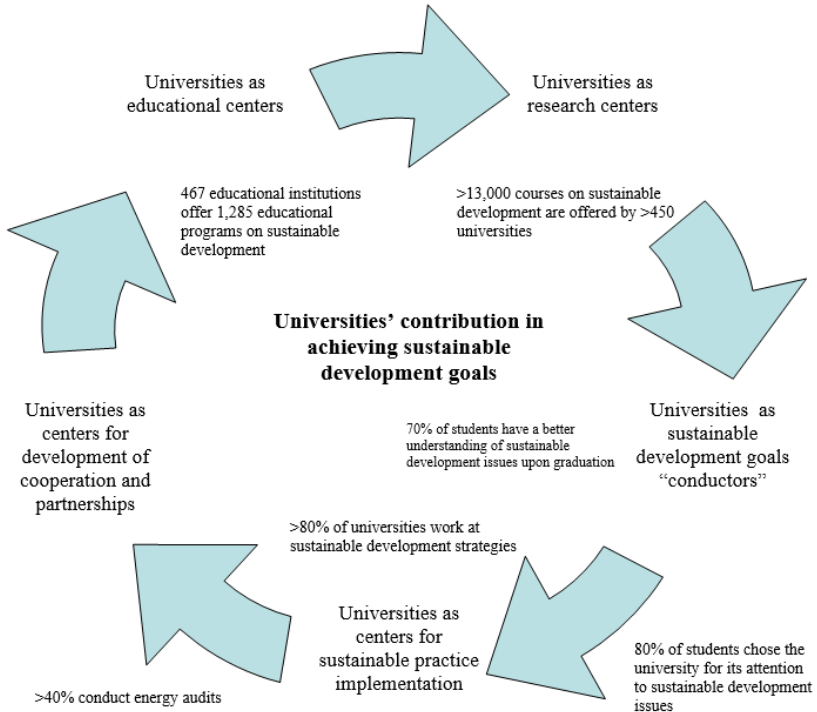 Universities as
educational centers
Universities as
research centers
467 educational institutions
offer 1,285 educational
programs on sustainable
development
>13,000 courses on sustainable
development are offered by >450
universities
Universities’ contribution in
achieving sustainable
development goals
Universities as
centers for
development of
cooperation and
partnerships
70% of students have a better
understanding of sustainable
development issues upon graduation
Universities as
sustainable
development goals
“conductors”
>80% of universities work at
sustainable development strategies
Universities as
centers for
sustainable practice
implementation
80% of students chose the
university for its attention
to sustainable development
issues
>40% conduct energy audits